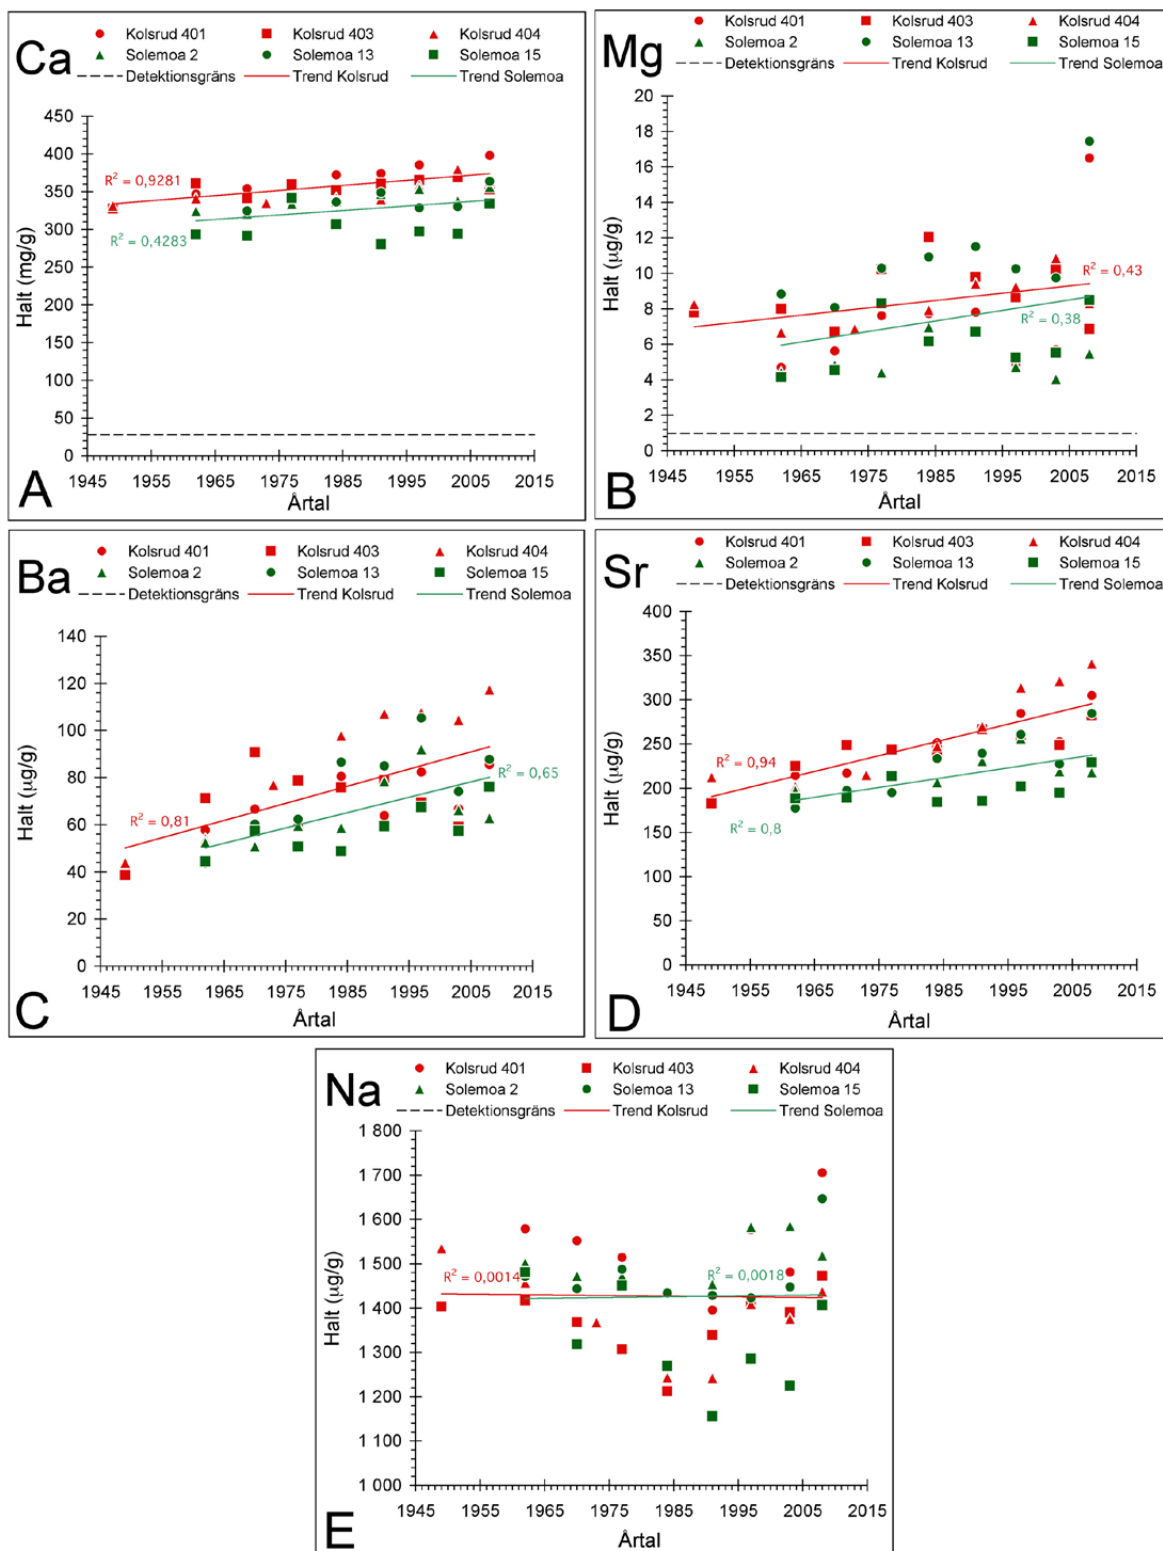 Ca
Kolsrud 401 Kolsrud 403 Kolsrud 404
Solemoa 2 Solemoa 13 Solemoa 15
Detektionsgräns Trend Kolsrud Trend Solemoa
450
400
350
300
250
200
150
100
50
0
Halt (mg/g)
R² = 0,9281
R² = 0,4283
1945 1955 1965 1975 1985 1995 2005 2015
Årtal
A
Mg
Kolsrud 401 Kolsrud 403 Kolsrud 404
Solemoa 2 Solemoa 13 Solemoa 15
Detektionsgräns Trend Kolsrud Trend Solemoa
20
18
16
14
12
10
8
6
4
2
0
Halt (µg/g)
R² = 0,43
R² = 0,38
1945 1955 1965 1975 1985 1995 2005 2015
Årtal
B
Ba
Kolsrud 401 Kolsrud 403 Kolsrud 404
Solemoa 2 Solemoa 13 Solemoa 15
Detektionsgräns Trend Kolsrud Trend Solemoa
140
120
100
80
60
40
20
0
Halt (µg/g)
R² = 0,81
R² = 0,65
1945 1955 1965 1975 1985 1995 2005 2015
Årtal
C
Sr
Kolsrud 401 Kolsrud 403 Kolsrud 404
Solemoa 2 Solemoa 13 Solemoa 15
Detektionsgräns Trend Kolsrud Trend Solemoa
400
350
300
250
200
150
100
50
0
Halt (µg/g)
R² = 0,94
R² = 0,8
1945 1955 1965 1975 1985 1995 2005 2015
Årtal
D
Na
Kolsrud 401 Kolsrud 403 Kolsrud 404
Solemoa 2 Solemoa 13 Solemoa 15
Detektionsgräns Trend Kolsrud Trend Solemoa
1 800
1 700
1 600
1 500
1 400
1 300
1 200
1 100
1 000
Halt (µg/g)
R² = 0,0014
R² = 0,0018
1945 1955 1965 1975 1985 1995 2005 2015
Årtal
E